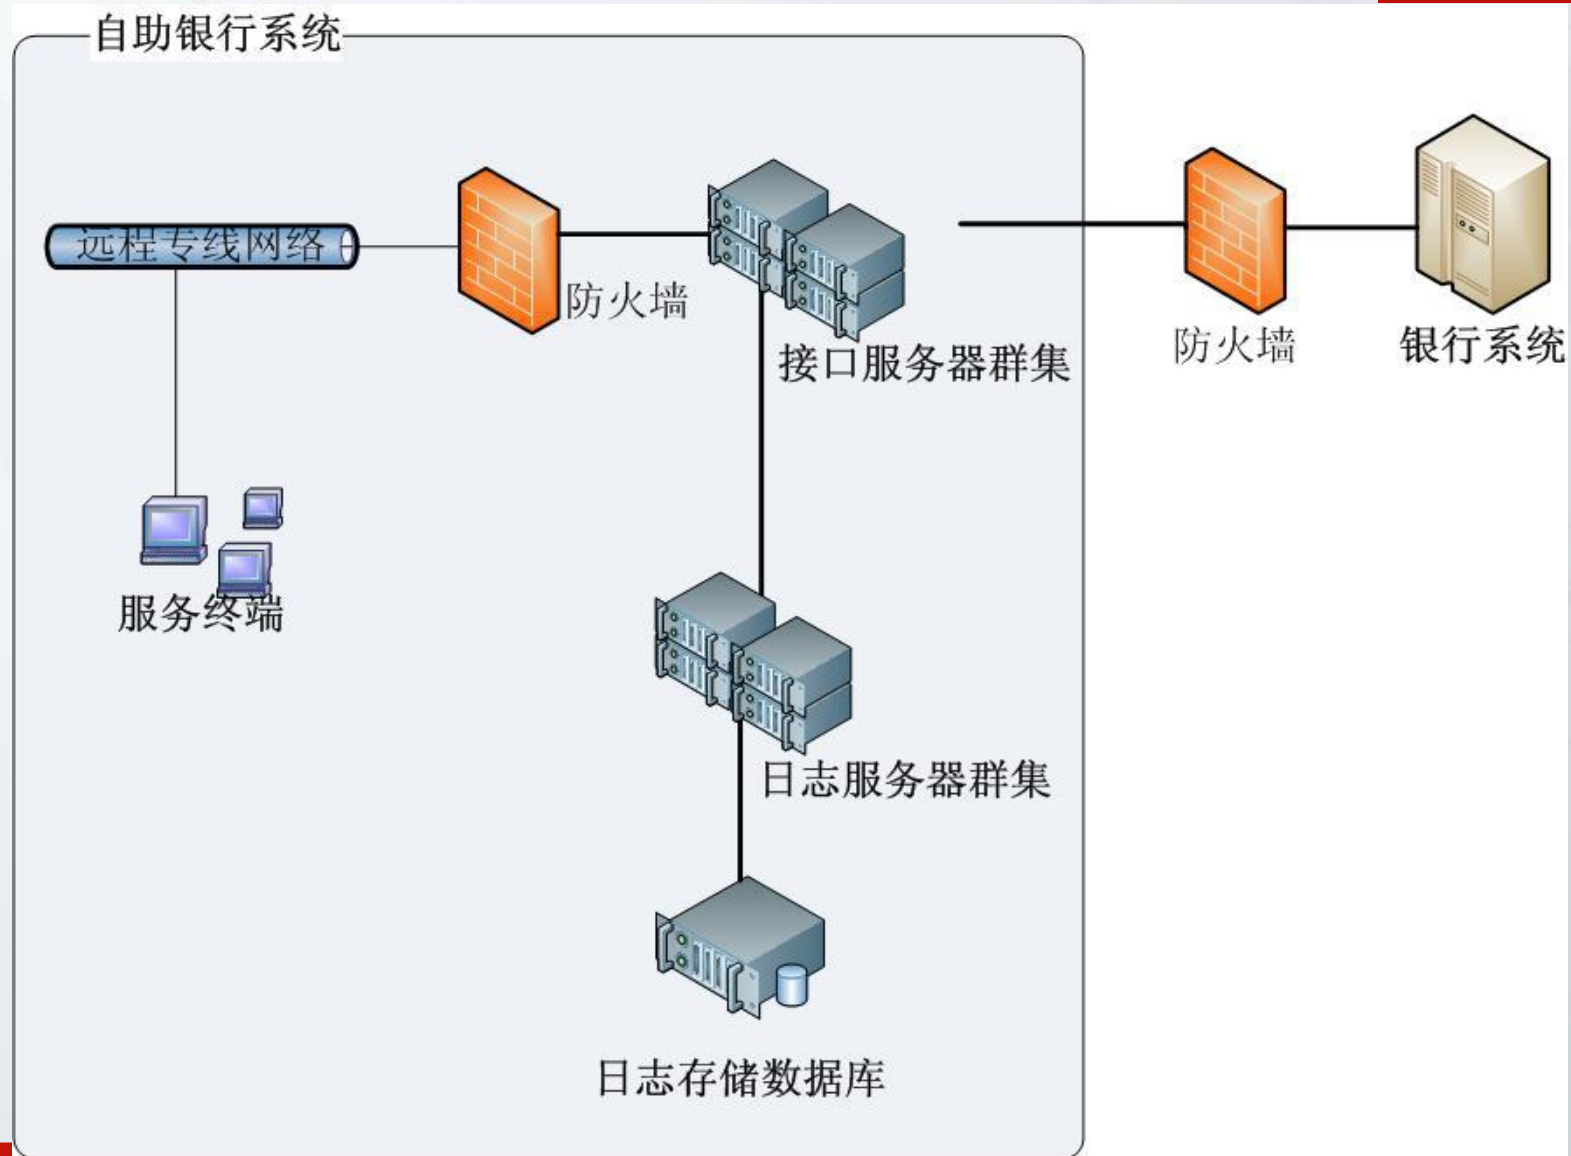 自助银行系统
远程专线网络
防火墙
接口服务器群集
防火墙
银行系统
服务终端
日志服务器群集
日志存储数据库